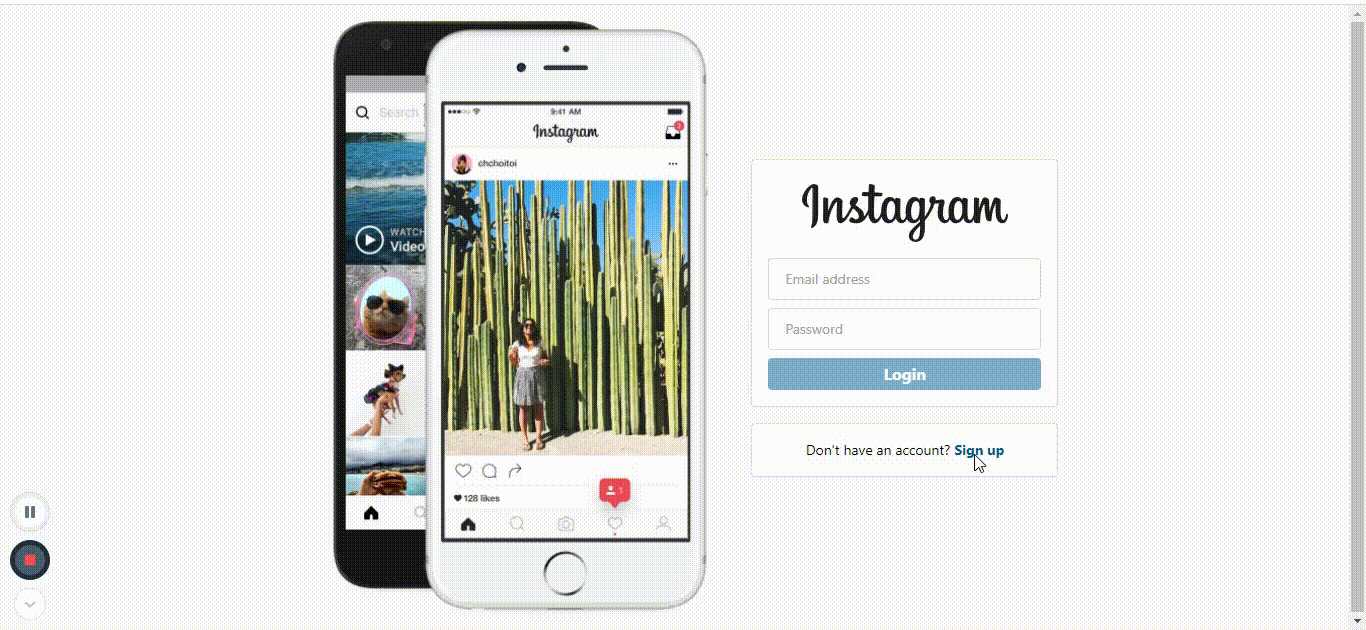 Search
WATCH
Video
9:41 AM
Instagram
2
chchoitoi
128 likes
1
Instagram
Email address
Password
Login
Don't have an account? Sign up